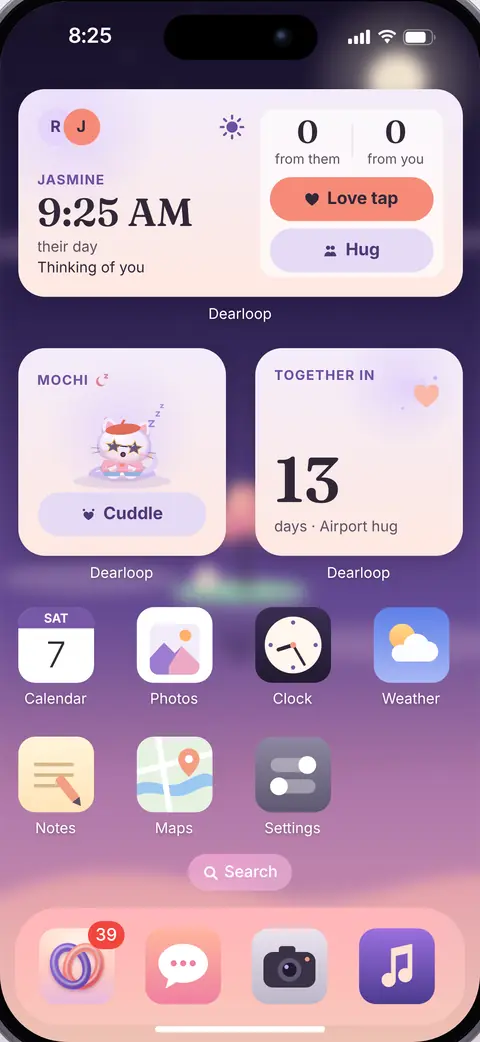 8:25
R J
JASMINE
9:25 AM
their day
Thinking of you
0 0
from them from you
Love tap
Hug
Dearloop
MOCHI
z
z
z
Cuddle
Dearloop
TOGETHER IN
13
days · Airport hug
Dearloop
SAT
7
Calendar Photos Clock Weather
Notes Maps Settings
Search
39